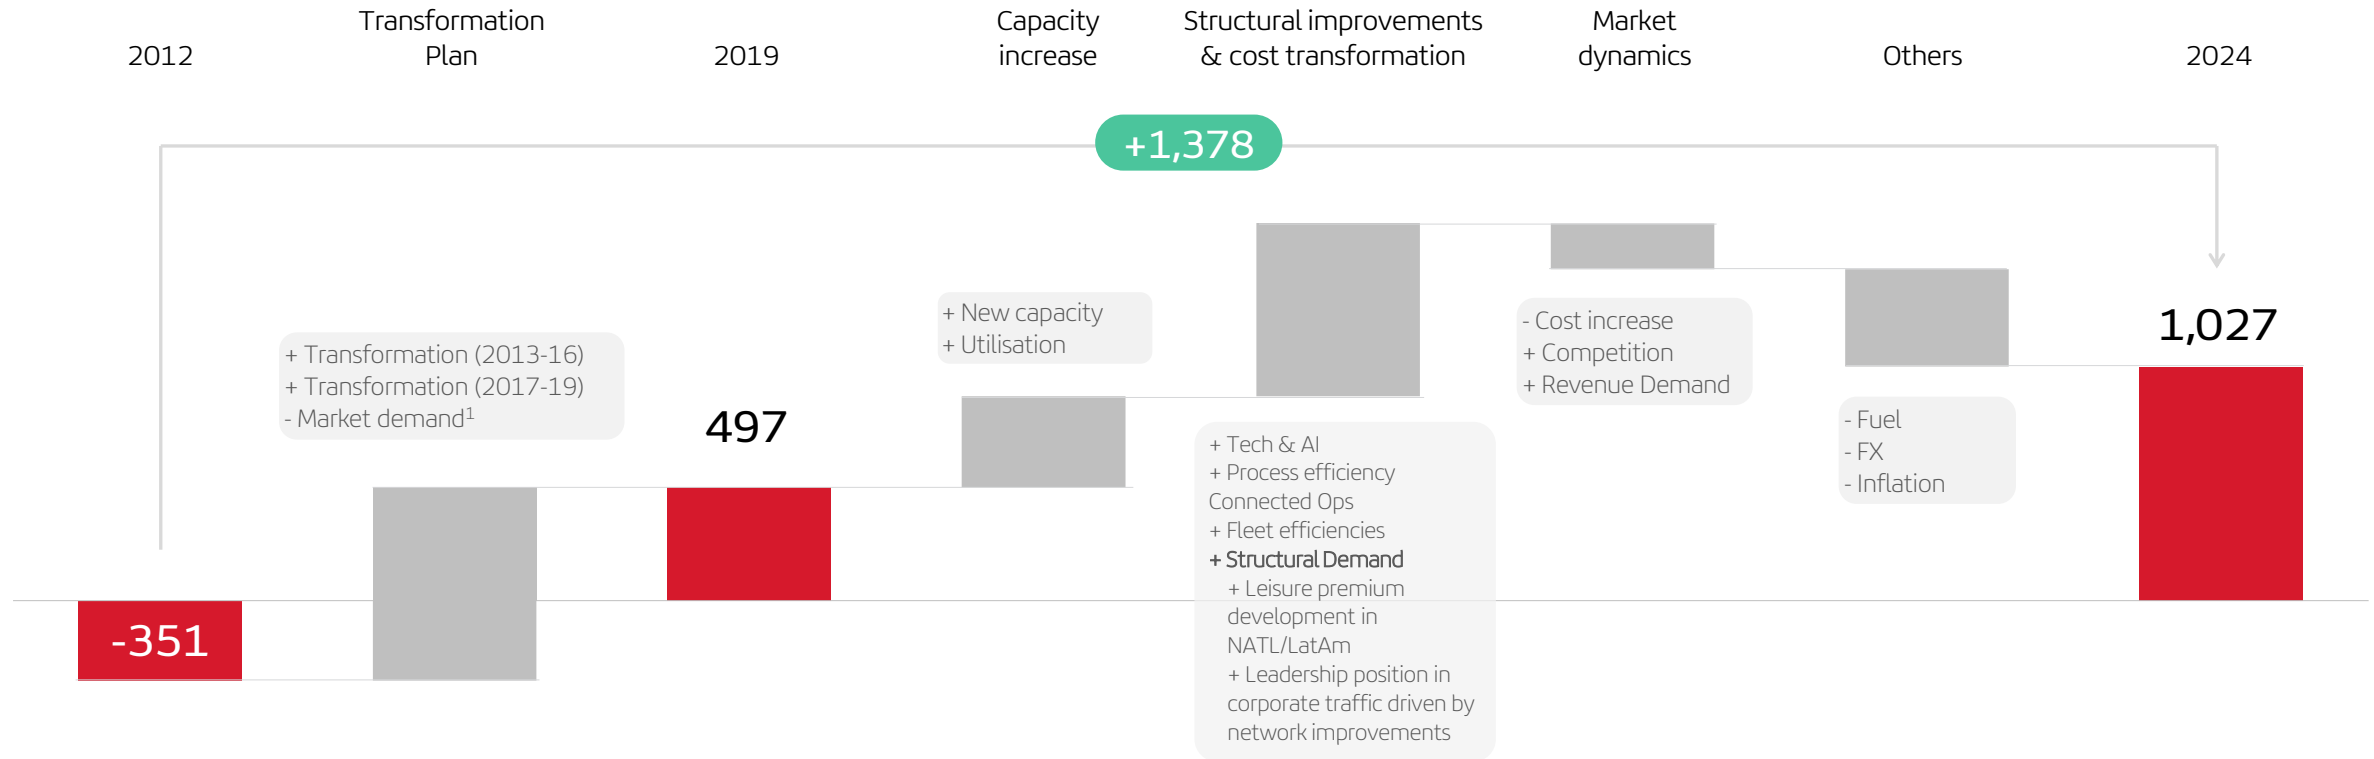 2012
Transformation
Plan
2019
Capacity
increase
Structural improvements
& cost transformation
Market
dynamics
Others
2024
+1,378
-351
+ Transformation (2013-16)
+ Transformation (2017-19)
- Market demand¹
497
+ New capacity
+ Utilisation
+ Tech & AI
+ Process efficiency
Connected Ops
+ Fleet efficiencies
+ Structural Demand
+ Leisure premium
development in
NATL/LatAm
+ Leadership position in
corporate traffic driven by
network improvements
- Cost increase
+ Competition
+ Revenue Demand
- Fuel
- FX
- Inflation
1,027